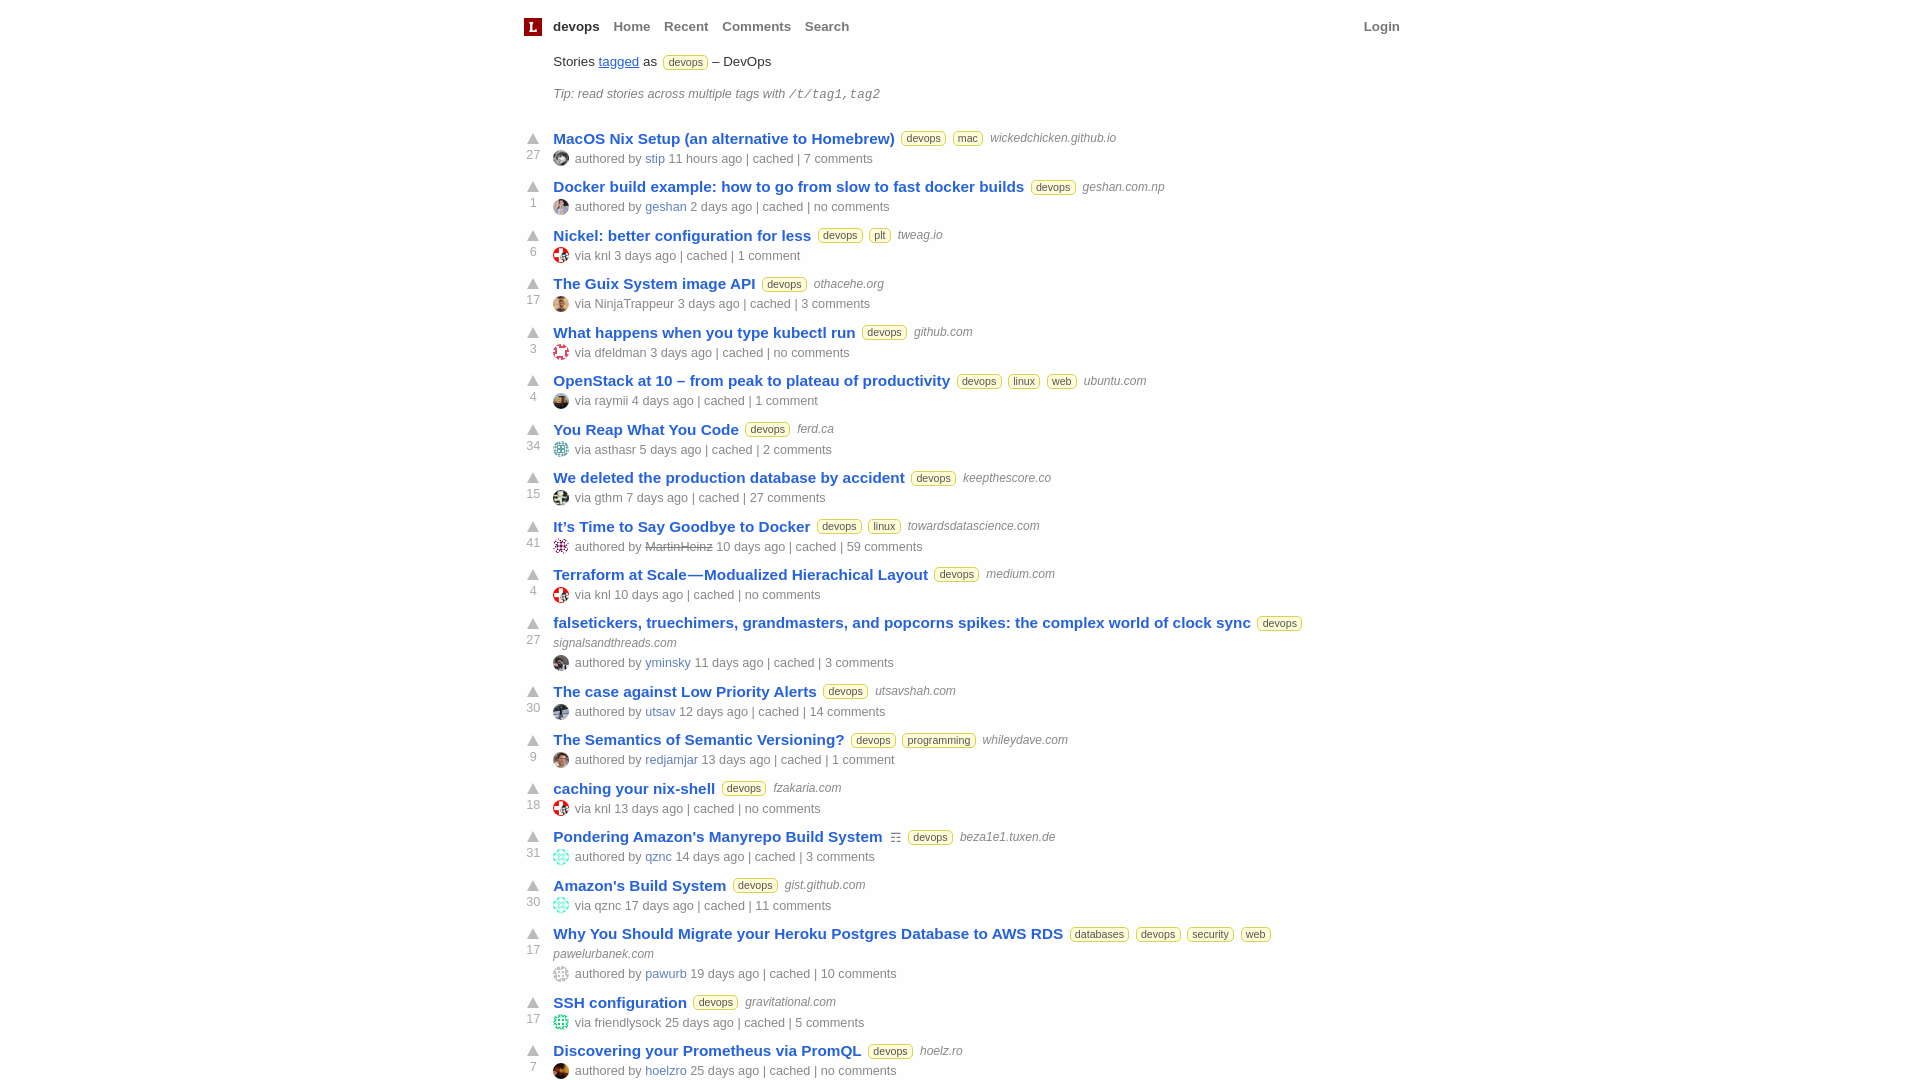 L devops Home Recent Comments Search Login
Stories tagged as devops – DevOps
Tip: read stories across multiple tags with /t/tag1,tag2
MacOS Nix Setup (an alternative to Homebrew) devops mac wickedchicken.github.io
27 authored by stip 11 hours ago | cached | 7 comments
Docker build example: how to go from slow to fast docker builds devops geshan.com.np
1 authored by geshan 2 days ago | cached | no comments
Nickel: better configuration for less devops plt tweag.io
6 via knl 3 days ago | cached | 1 comment
The Guix System image API devops othacehe.org
17 via NinjaTrappeur 3 days ago | cached | 3 comments
What happens when you type kubectl run devops github.com
3 via dfeldman 3 days ago | cached | no comments
OpenStack at 10 – from peak to plateau of productivity devops linux web ubuntu.com
4 via raymii 4 days ago | cached | 1 comment
You Reap What You Code devops ferd.ca
34 via asthasr 5 days ago | cached | 2 comments
We deleted the production database by accident devops keepthescore.co
15 via gthm 7 days ago | cached | 27 comments
It’s Time to Say Goodbye to Docker devops linux towardsdatascience.com
41 authored by MartinHeinz 10 days ago | cached | 59 comments
Terraform at Scale — Modualized Hierachical Layout devops medium.com
4 via knl 10 days ago | cached | no comments
falsetickers, truechimers, grandmasters, and popcorns spikes: the complex world of clock sync devops
27 signalsandthreads.com
authored by yminsky 11 days ago | cached | 3 comments
The case against Low Priority Alerts devops utsavshah.com
30 authored by utsav 12 days ago | cached | 14 comments
The Semantics of Semantic Versioning? devops programming whileydave.com
9 authored by redjamjar 13 days ago | cached | 1 comment
caching your nix-shell devops fzakaria.com
18 via knl 13 days ago | cached | no comments
Pondering Amazon's Manyrepo Build System ☶ devops beza1e1.tuxen.de
31 authored by qznc 14 days ago | cached | 3 comments
Amazon's Build System devops gist.github.com
30 via qznc 17 days ago | cached | 11 comments
Why You Should Migrate your Heroku Postgres Database to AWS RDS databases devops security web
17 pawelurbanek.com
authored by pawurb 19 days ago | cached | 10 comments
SSH configuration devops gravitational.com
17 via friendlysock 25 days ago | cached | 5 comments
Discovering your Prometheus via PromQL devops hoelz.ro
7 authored by hoelzro 25 days ago | cached | no comments